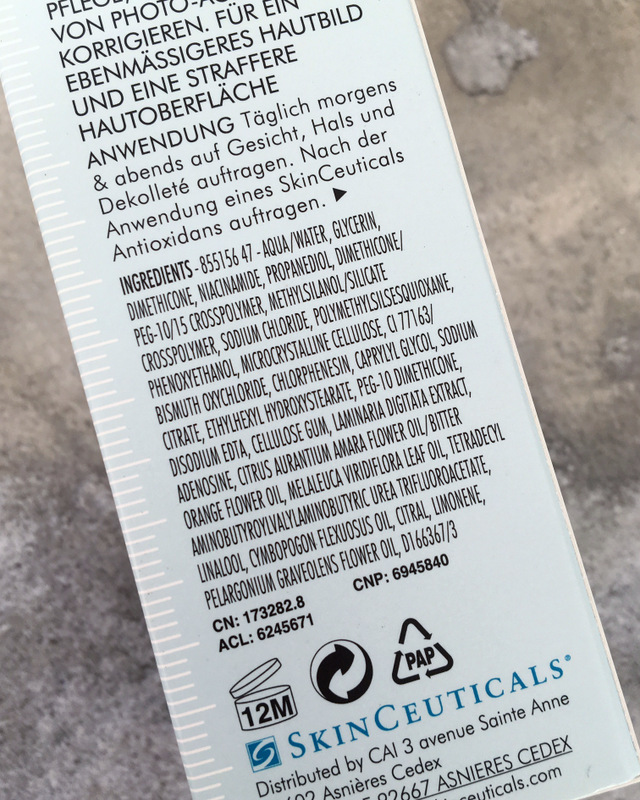 PFLEGE,
VON PHOTO-
KORRIGIEREN. FÜR EIN
EBENMÄSSIGERES HAUTBILD
UND EINE STRAFFERE
HAUTOBERFLÄCHE
ANWENDUNG Täglich morgens
& abends auf Gesicht, Hals und
Dekolleté auftragen. Nach der
Anwendung eines SkinCeuticals
Antioxidans auftragen. ▶
INGREDIENTS - 855156 47 - AQUA/WATER, GLYCERIN,
DIMETHICONE, NIACINAMIDE, PROPANEDIOL, DIMETHICONE/
PEG-10/15 CROSSPOLYMER, METHYLSILANOL/SILICATE
CROSSPOLYMER, SODIUM CHLORIDE, POLYMETHYLSILSESQUIOXANE,
PHENOXYETHANOL, MICROCRYSTALLINE CELLULOSE, CI 77163/
BISMUTH OXYCHLORIDE, CHLORPHENESIN, CAPRYLYL GLYCOL, SODIUM
CITRATE, ETHYLHEXYL HYDROXYSTEARATE, PEG-10 DIMETHICONE,
DISODIUM EDTA, CELLULOSE GUM, LAMINARIA DIGITATA EXTRACT,
ADENOSINE, CITRUS AURANTIUM AMARA FLOWER OIL/BITTER
ORANGE FLOWER OIL, MELALEUCA VIRIDIFLORA LEAF OIL, TETRADECYL
AMINOBUTYROYLVALYLAMINOBUTYRIC UREA TRIFLUOROACETATE,
LINALOOL, CYMBOPOGON FLEXUOSUS OIL, CITRAL, LIMONENE,
PELARGONIUM GRAVEOLENS FLOWER OIL, D166367/3
CN: 173282.8 CNP: 6945840
ACL: 6245671
12M PAP
SKINCEUTICALS®
Distributed by CAI 3 avenue Sainte Anne
Asnières Cedex
92667 ASNIERES CEDEX